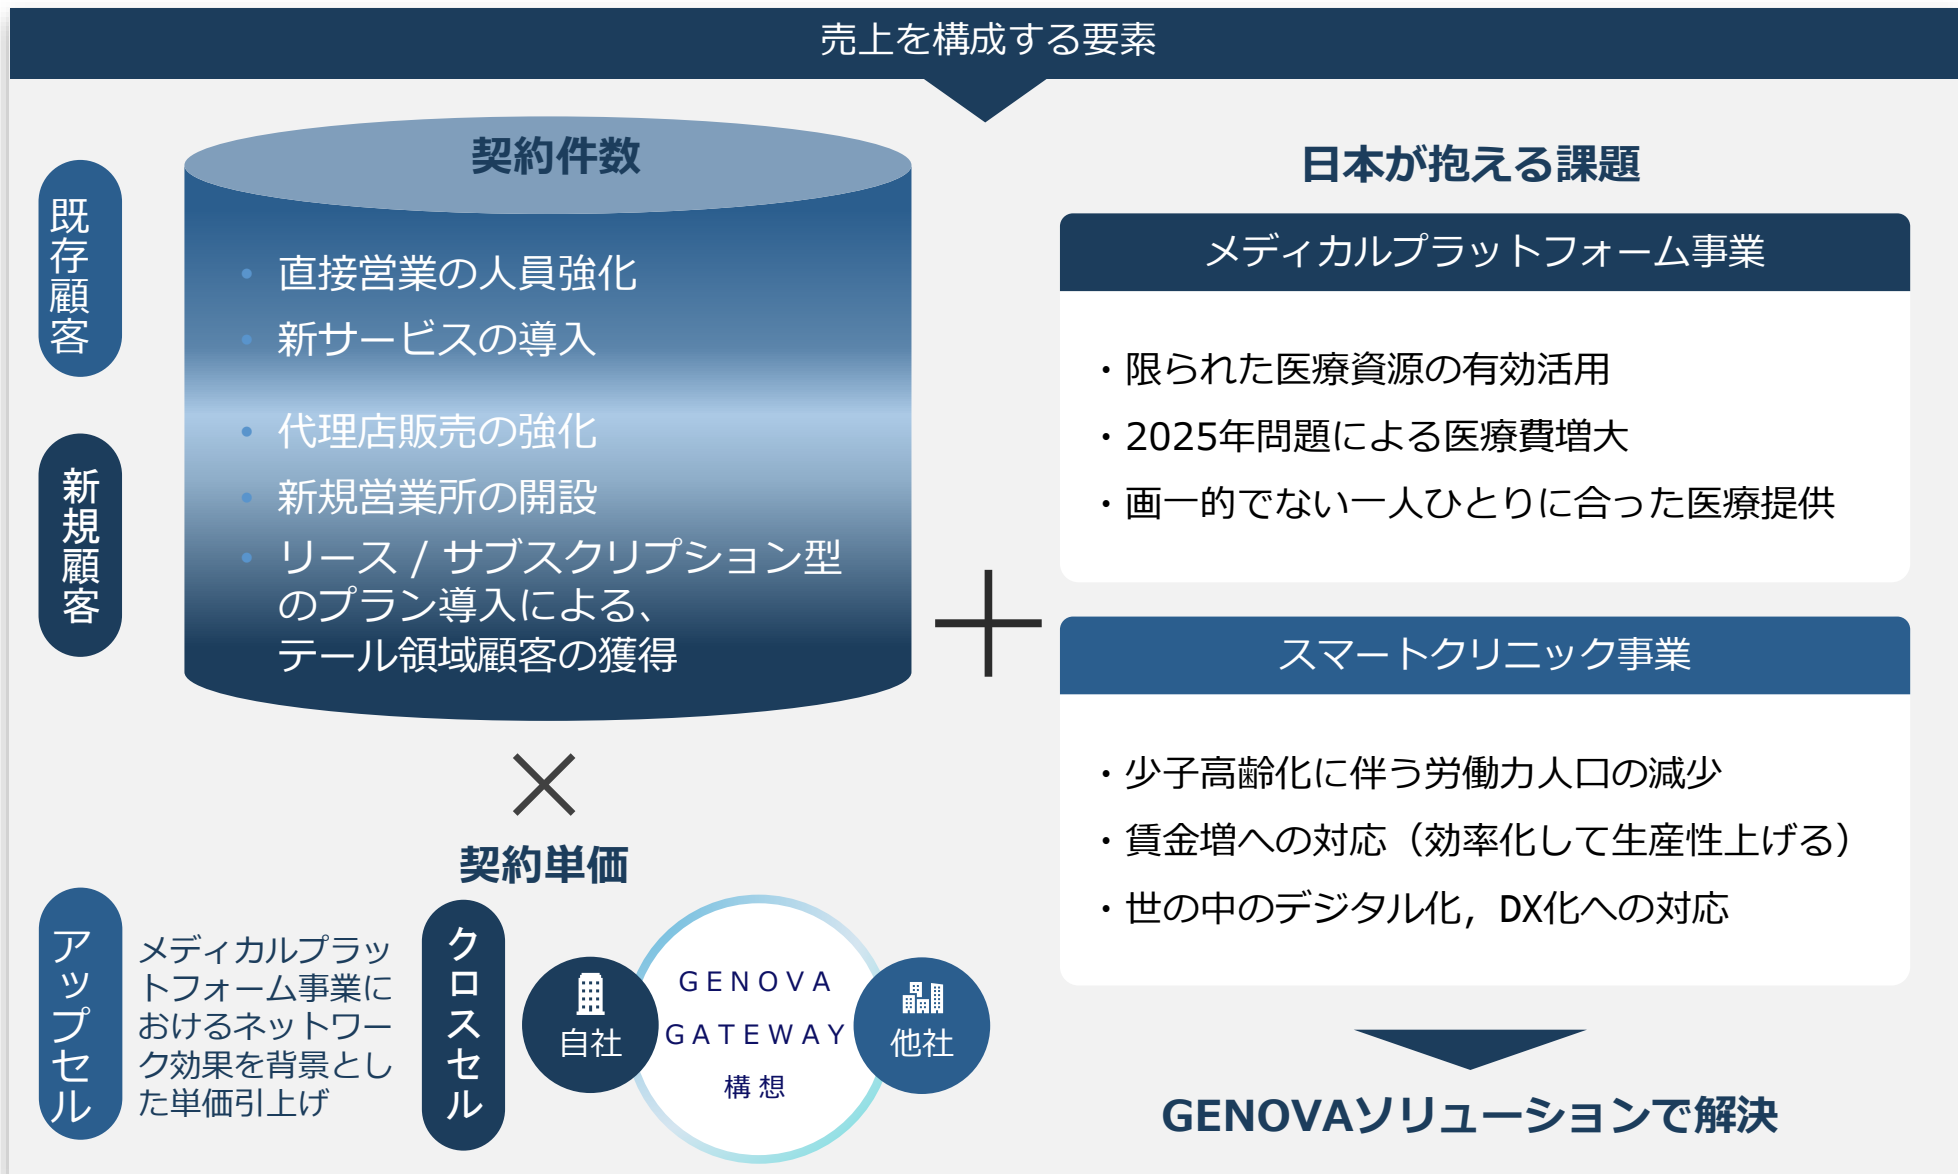 売上を構成する要素
契約件数
既存顧客
・直接営業の人員強化
・新サービスの導入
新規顧客
・代理店販売の強化
・新規営業所の開設
・リース / サブスクリプション型
のプラン導入による、
テール領域顧客の獲得
×
契約単価
アップセル
メディカルプラッ
トフォーム事業に
おけるネットワー
ク効果を背景とし
た単価引上げ
クロスセル
自社
GENOVA
GATEWAY
構想
他社
＋
日本が抱える課題
メディカルプラットフォーム事業
・限られた医療資源の有効活用
・2025年問題による医療費増大
・画一的でない一人ひとりに合った医療提供
スマートクリニック事業
・少子高齢化に伴う労働力人口の減少
・賃金増への対応（効率化して生産性上げる）
・世の中のデジタル化，DX化への対応
GENOVAソリューションで解決